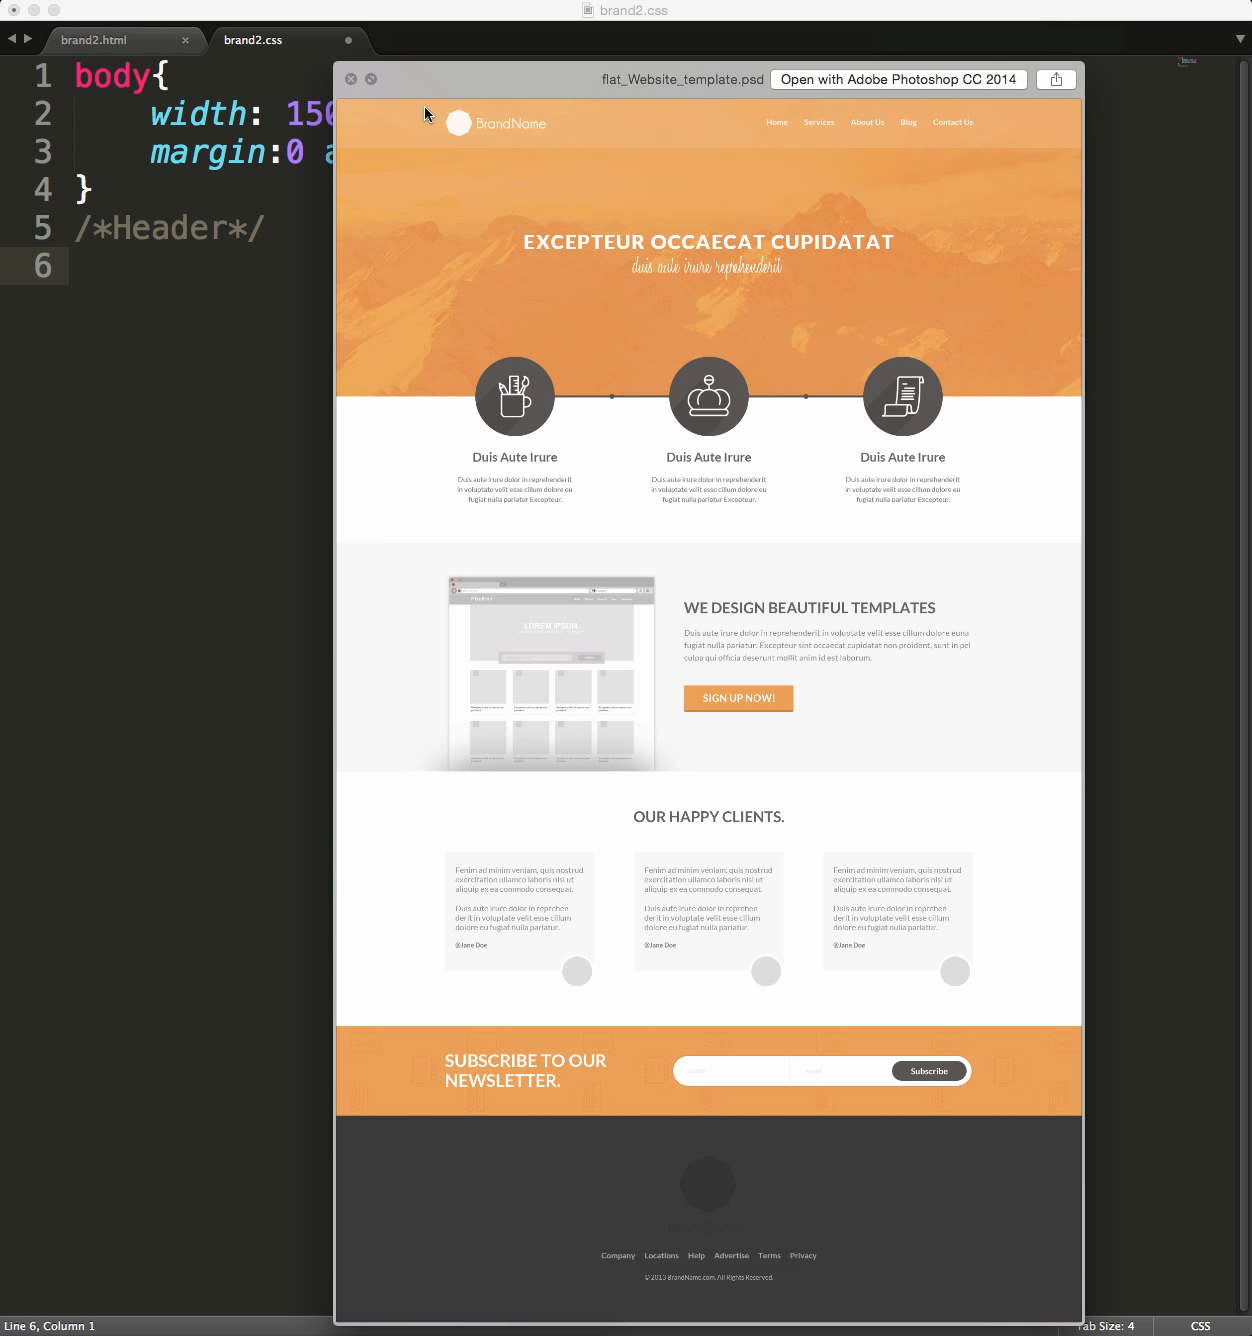 brand2.css
brand2.html
brand2.css
1 body{
2 width: 150
3 margin:0 a
4 }
5 /*Header*/
6
flat_Website_template.psd
Open with Adobe Photoshop CC 2014
BrandName
Home Services About Us Blog Contact Us
EXCEPTEUR OCCAECAT CUPIDATAT
duis aute irure reprehenderit
Duis Aute Irure
Duis aute irure dolor in reprehenderit
in voluptate velit esse cillum dolore eu
fugiat nulla pariatur Excepteur.
Duis Aute Irure
Duis aute irure dolor in reprehenderit
in voluptate velit esse cillum dolore eu
fugiat nulla pariatur Excepteur.
Duis Aute Irure
Duis aute irure dolor in reprehenderit
in voluptate velit esse cillum dolore eu
fugiat nulla pariatur Excepteur.
LOREM IPSUM.
WE DESIGN BEAUTIFUL TEMPLATES
Duis aute irure dolor in reprehenderit in voluptate velit esse cillum dolore euna
fugiat nulla pariatur. Excepteur sint occaecat cupidatat non proident, sunt in pel
culpa qui officia deserunt mollit anim id est laborum.
SIGN UP NOW!
OUR HAPPY CLIENTS.
Fenim ad minim veniam, quis nostrud
exercitation ullamco laboris nisi ut
aliquip ex ea commodo consequat.
Duis aute irure dolor in reprehen
derit in voluptate velit esse cillum
dolore eu fugiat nulla pariatur.
@Jane Doe
Fenim ad minim veniam, quis nostrud
exercitation ullamco laboris nisi ut
aliquip ex ea commodo consequat.
Duis aute irure dolor in reprehen
derit in voluptate velit esse cillum
dolore eu fugiat nulla pariatur.
@Jane Doe
Fenim ad minim veniam, quis nostrud
exercitation ullamco laboris nisi ut
aliquip ex ea commodo consequat.
Duis aute irure dolor in reprehen
derit in voluptate velit esse cillum
dolore eu fugiat nulla pariatur.
@Jane Doe
SUBSCRIBE TO OUR
NEWSLETTER.
name
email
Subscribe
Company Locations Help Advertise Terms Privacy
© 2013 BrandName.com. All Rights Reserved.
Line 6, Column 1
Tab Size: 4
CSS